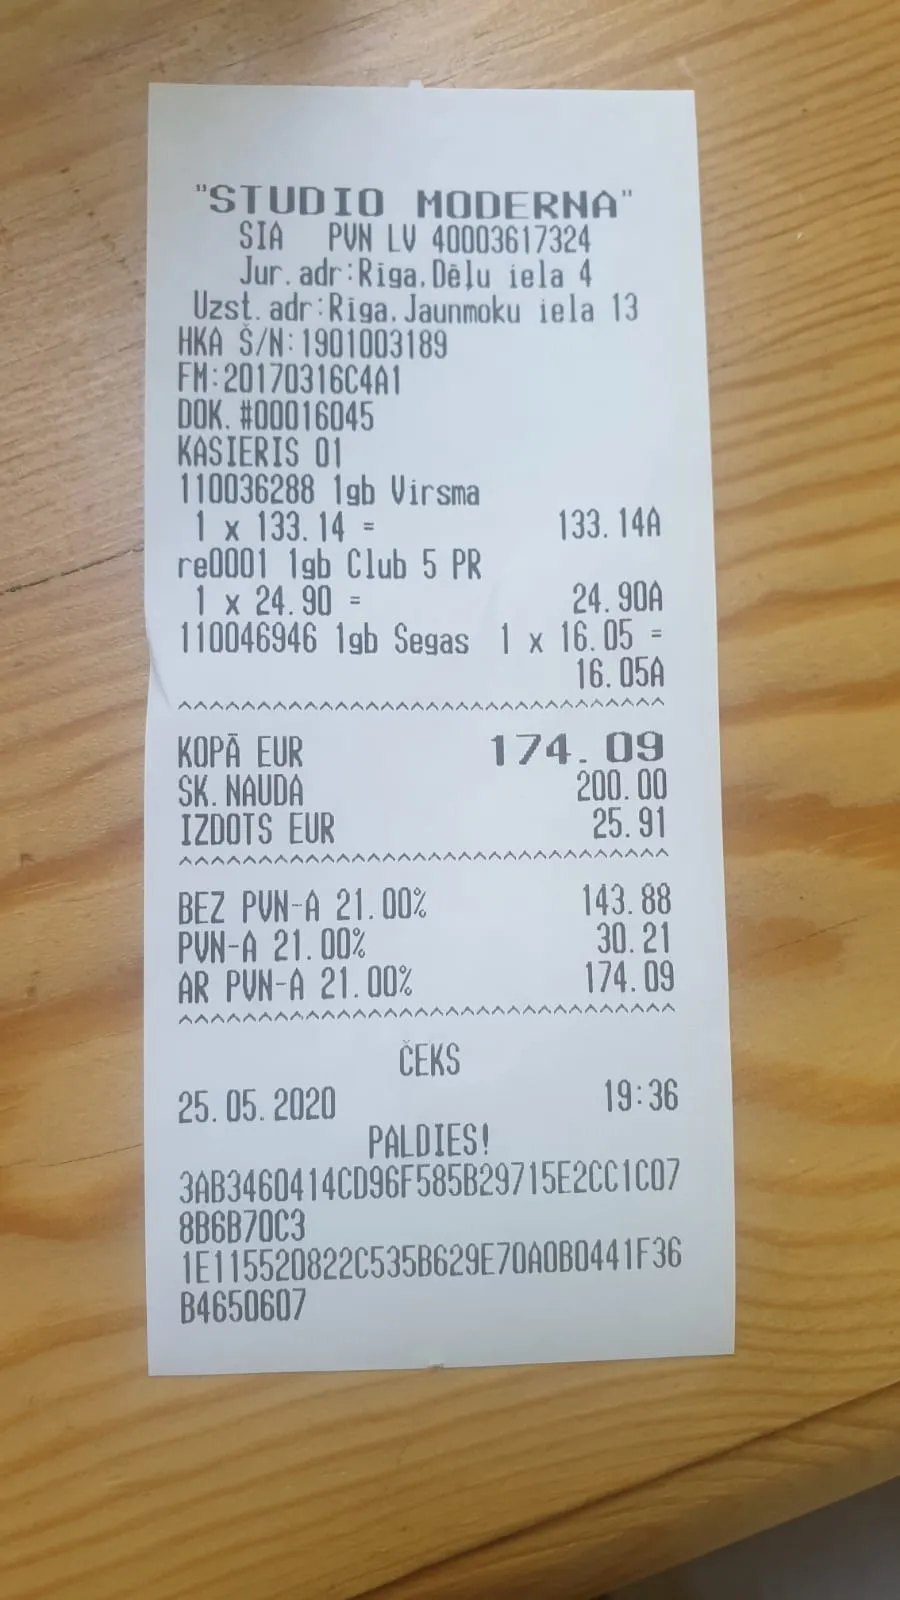 "STUDIO MODERNA"
SIA PVN LV 40003617324
Jur. adr:Rīga, Dēļu iela 4
Uzst. adr:Rīga, Jaunmoku iela 13
HKA Š/N:1901003189
FM:20170316C4A1
DOK. #00016045
KASIERIS 01
110036288 1gb Virsma
1 x 133.14 = 133.14A
re0001 1gb Club 5 PR
1 x 24.90 = 24.90A
110046946 1gb Segas 1 x 16.05 =
16.05A
^^^^^^^^^^^^^^^^^^^^^^^^^^^^^^^^^^^
KOPĀ EUR 174.09
SK. NAUDA 200.00
IZDOTS EUR 25.91
^^^^^^^^^^^^^^^^^^^^^^^^^^^^^^^^^^^
BEZ PVN-A 21.00% 143.88
PVN-A 21.00% 30.21
AR PVN-A 21.00% 174.09
^^^^^^^^^^^^^^^^^^^^^^^^^^^^^^^^^^^
ČEKS
25.05.2020 19:36
PALDIES!
3AB3460414CD96F585B29715E2CC1C07
8B6B70C3
1E115520822C535B629E70A0B0441F36
B4650607